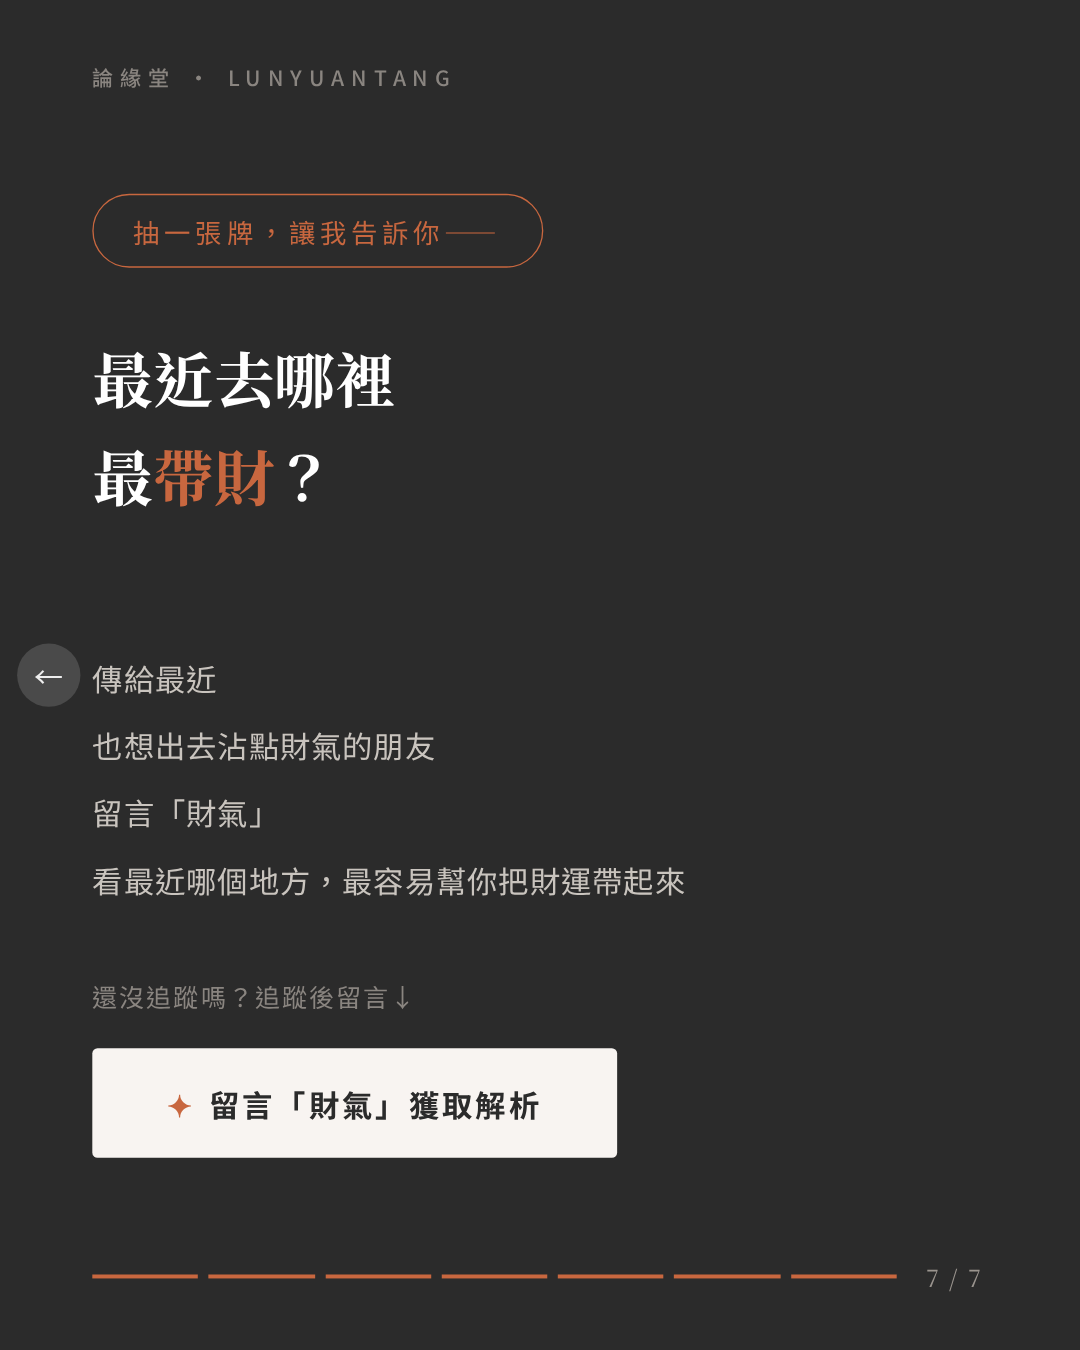 論緣堂 · LUNYUANTANG
抽一張牌，讓我告訴你——
最近去哪裡
最帶財？
←
傳給最近
也想出去沾點財氣的朋友
留言「財氣」
看最近哪個地方，最容易幫你把財運帶起來
還沒追蹤嗎？追蹤後留言↓
✦ 留言「財氣」獲取解析
7 / 7